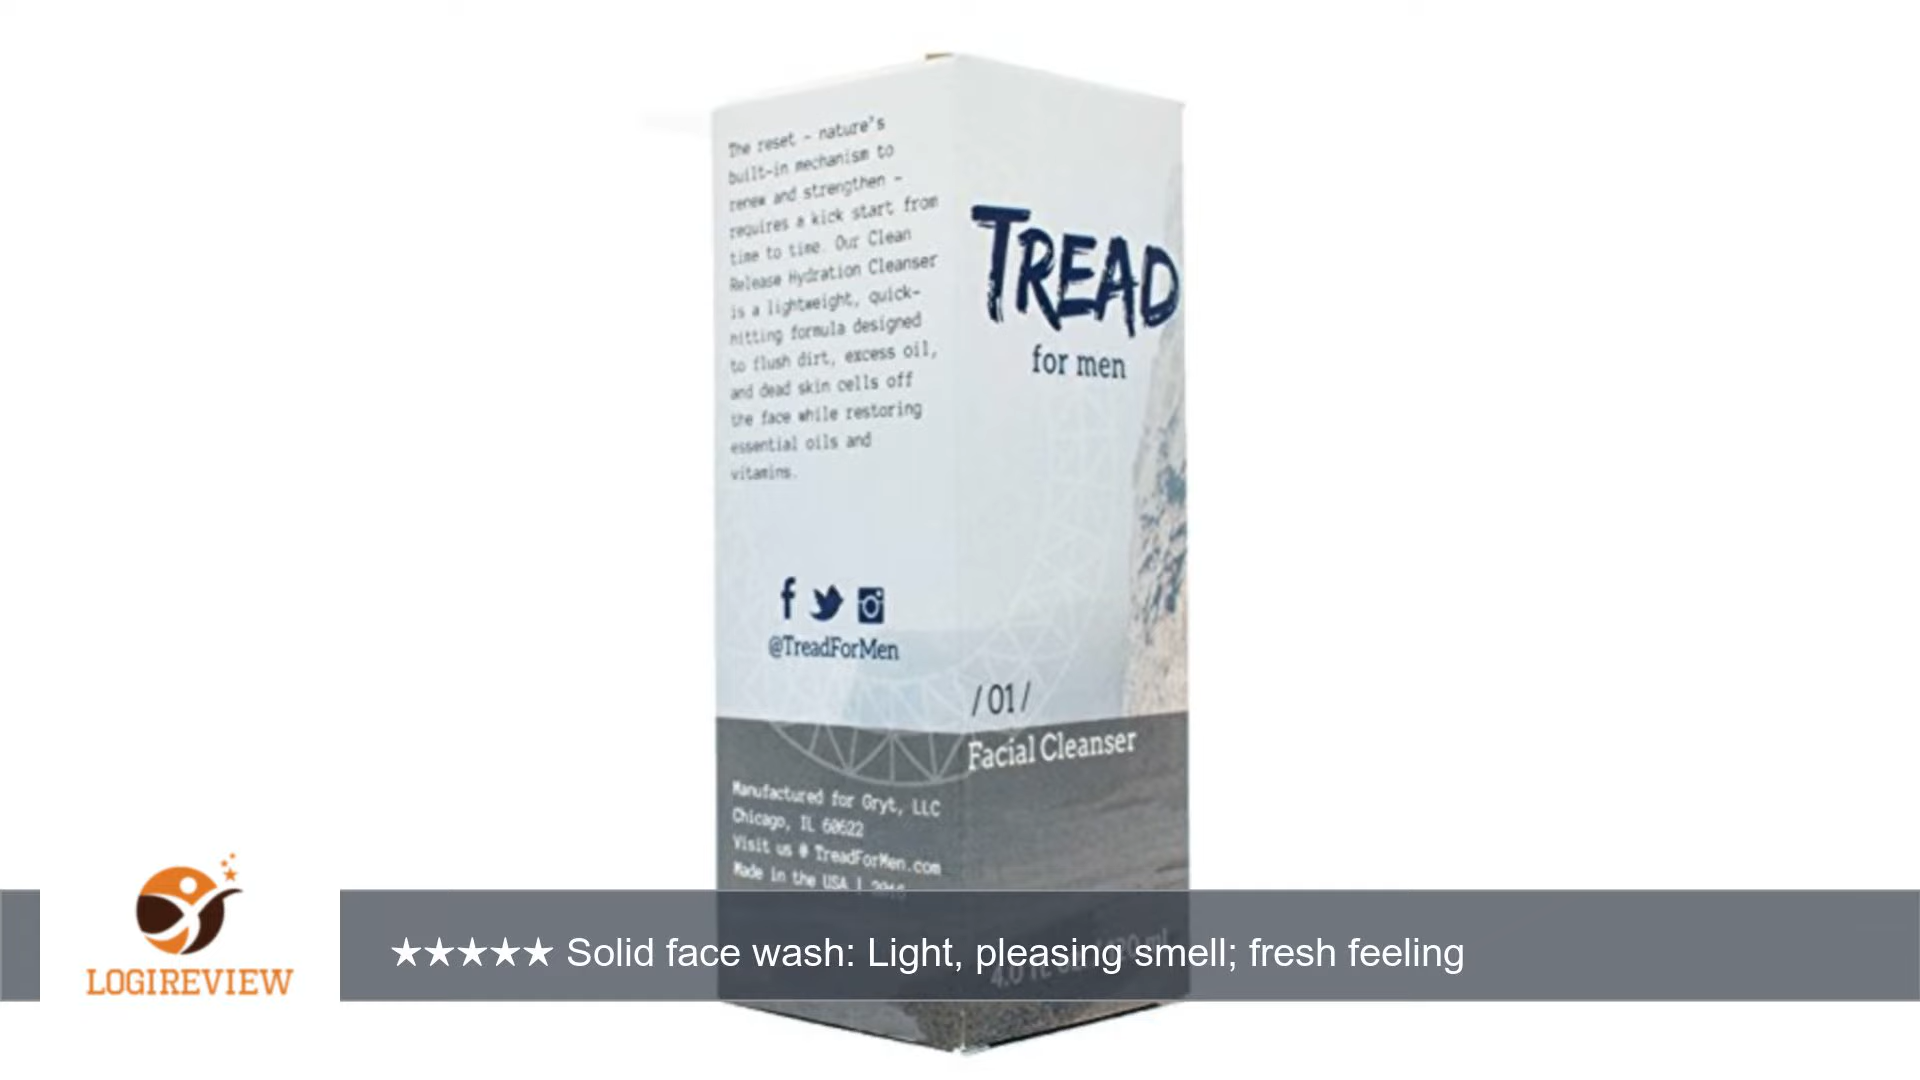 The reset - nature's
built-in mechanism to
renew and strengthen -
requires a kick start from
time to time. Our Clean
Release Hydration Cleanser
is a lightweight, quick-
hitting formula designed
to flush dirt, excess oil,
and dead skin cells off
the face while restoring
essential oils and
vitamins.
@TreadForMen
Manufactured for Gryt, LLC
Chicago, IL 60622
Visit us @ TreadForMen.com
Made in the USA | 2016
TREAD
for men
/ 01 /
Facial Cleanser
LOGIREVIEW
★★★★★ Solid face wash: Light, pleasing smell; fresh feeling